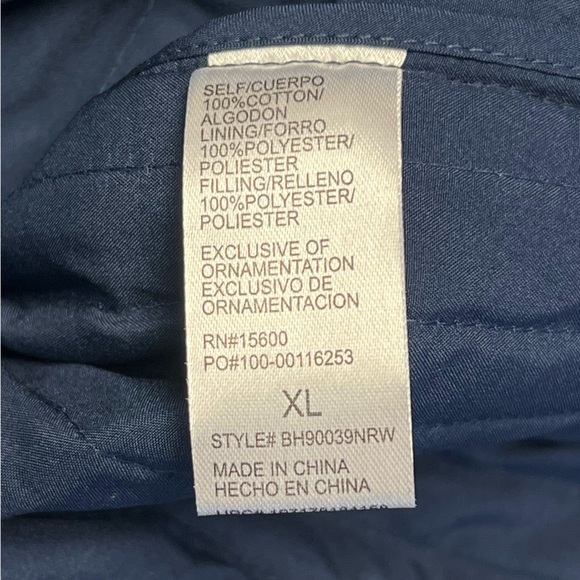 SELF/CUERPO
100%COTTON/
ALGODON
LINING/FORRO
100%POLYESTER/
POLIESTER
FILLING/RELLENO
100%POLYESTER/
POLIESTER
EXCLUSIVE OF
ORNAMENTATION
EXCLUSIVO DE
ORNAMENTACION
RN#15600
PO#100-00116253
XL
STYLE# BH90039NRW
MADE IN CHINA
HECHO EN CHINA